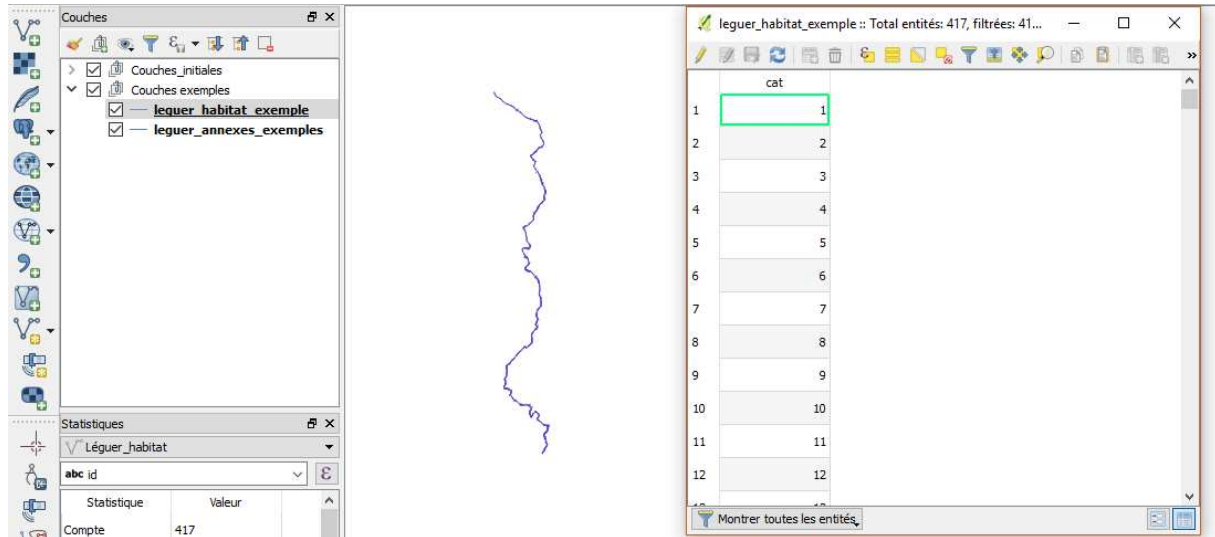 Couches
Couches_initiales
Couches exemples
leguer_habitat_exemple
leguer_annexes_exemples
Statistiques
Léguer_habitat
abc id
ε
Statistique Valeur
Compte 417
leguer_habitat_exemple :: Total entités: 417, filtrées: 41...
»
cat
1 1
2 2
3 3
4 4
5 5
6 6
7 7
8 8
9 9
10 10
11 11
12 12
Montrer toutes les entités